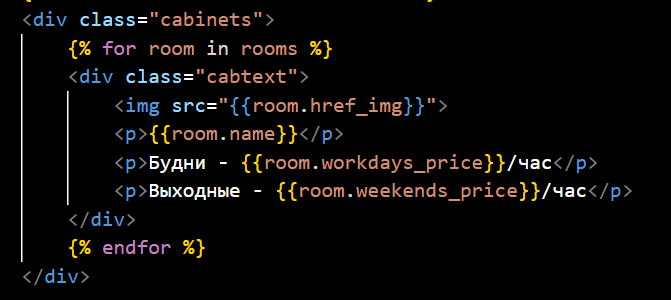 <div class="cabinets">
{% for room in rooms %}
<div class="cabtext">
<img src="{{room.href_img}}">
<p>{{room.name}}</p>
<p>Будни - {{room.workdays_price}}/час</p>
<p>Выходные - {{room.weekends_price}}/час</p>
</div>
{% endfor %}
</div>